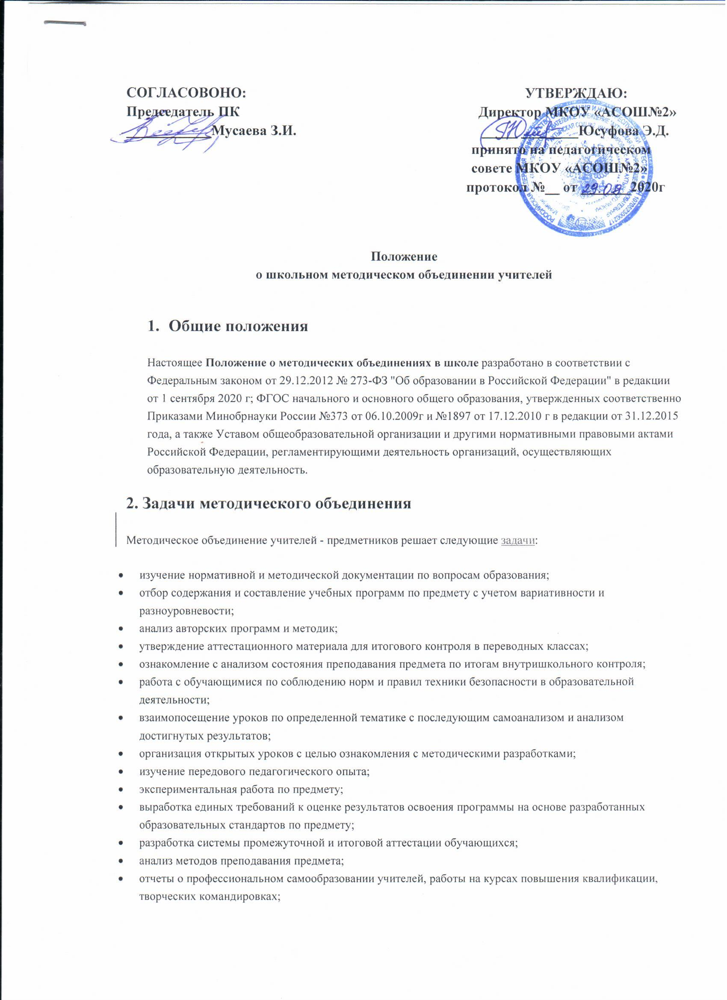 СОГЛАСОВОНО:
Председатель ПК
____________Мусаева З.И.
УТВЕРЖДАЮ:
Директор МКОУ «АСОШ№2»
_____________Юсуфова Э.Д.
принято на педагогическом
совете МКОУ «АСОШ№2»
протокол №__ от 29.08 2020г
1070523000217
Положение
о школьном методическом объединении учителей
1. Общие положения
Настоящее Положение о методических объединениях в школе разработано в соответствии с
Федеральным законом от 29.12.2012 № 273-ФЗ "Об образовании в Российской Федерации" в редакции
от 1 сентября 2020 г; ФГОС начального и основного общего образования, утвержденных соответственно
Приказами Минобрнауки России №373 от 06.10.2009г и №1897 от 17.12.2010 г в редакции от 31.12.2015
года, а также Уставом общеобразовательной организации и другими нормативными правовыми актами
Российской Федерации, регламентирующими деятельность организаций, осуществляющих
образовательную деятельность.
2. Задачи методического объединения
Методическое объединение учителей - предметников решает следующие задачи:
• изучение нормативной и методической документации по вопросам образования;
• отбор содержания и составление учебных программ по предмету с учетом вариативности и
разноуровневости;
• анализ авторских программ и методик;
• утверждение аттестационного материала для итогового контроля в переводных классах;
• ознакомление с анализом состояния преподавания предмета по итогам внутришкольного контроля;
• работа с обучающимися по соблюдению норм и правил техники безопасности в образовательной
деятельности;
• взаимопосещение уроков по определенной тематике с последующим самоанализом и анализом
достигнутых результатов;
• организация открытых уроков с целью ознакомления с методическими разработками;
• изучение передового педагогического опыта;
• экспериментальная работа по предмету;
• выработка единых требований к оценке результатов освоения программы на основе разработанных
образовательных стандартов по предмету;
• разработка системы промежуточной и итоговой аттестации обучающихся;
• анализ методов преподавания предмета;
• отчеты о профессиональном самообразовании учителей, работы на курсах повышения квалификации,
творческих командировках;